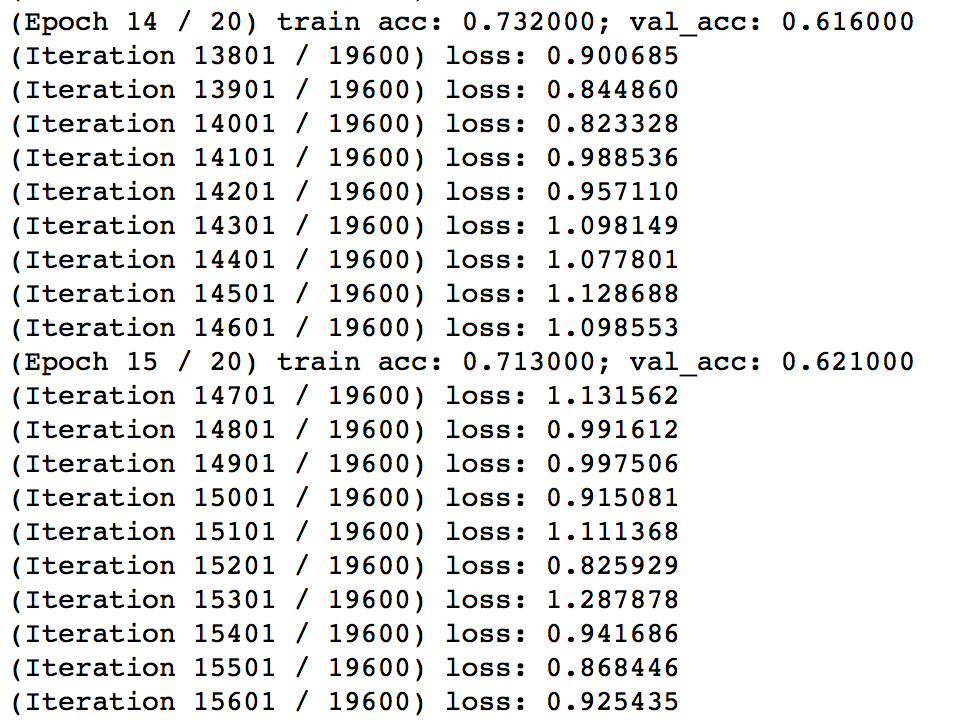 (Epoch 14 / 20) train acc: 0.732000; val_acc: 0.616000
(Iteration 13801 / 19600) loss: 0.900685
(Iteration 13901 / 19600) loss: 0.844860
(Iteration 14001 / 19600) loss: 0.823328
(Iteration 14101 / 19600) loss: 0.988536
(Iteration 14201 / 19600) loss: 0.957110
(Iteration 14301 / 19600) loss: 1.098149
(Iteration 14401 / 19600) loss: 1.077801
(Iteration 14501 / 19600) loss: 1.128688
(Iteration 14601 / 19600) loss: 1.098553
(Epoch 15 / 20) train acc: 0.713000; val_acc: 0.621000
(Iteration 14701 / 19600) loss: 1.131562
(Iteration 14801 / 19600) loss: 0.991612
(Iteration 14901 / 19600) loss: 0.997506
(Iteration 15001 / 19600) loss: 0.915081
(Iteration 15101 / 19600) loss: 1.111368
(Iteration 15201 / 19600) loss: 0.825929
(Iteration 15301 / 19600) loss: 1.287878
(Iteration 15401 / 19600) loss: 0.941686
(Iteration 15501 / 19600) loss: 0.868446
(Iteration 15601 / 19600) loss: 0.925435